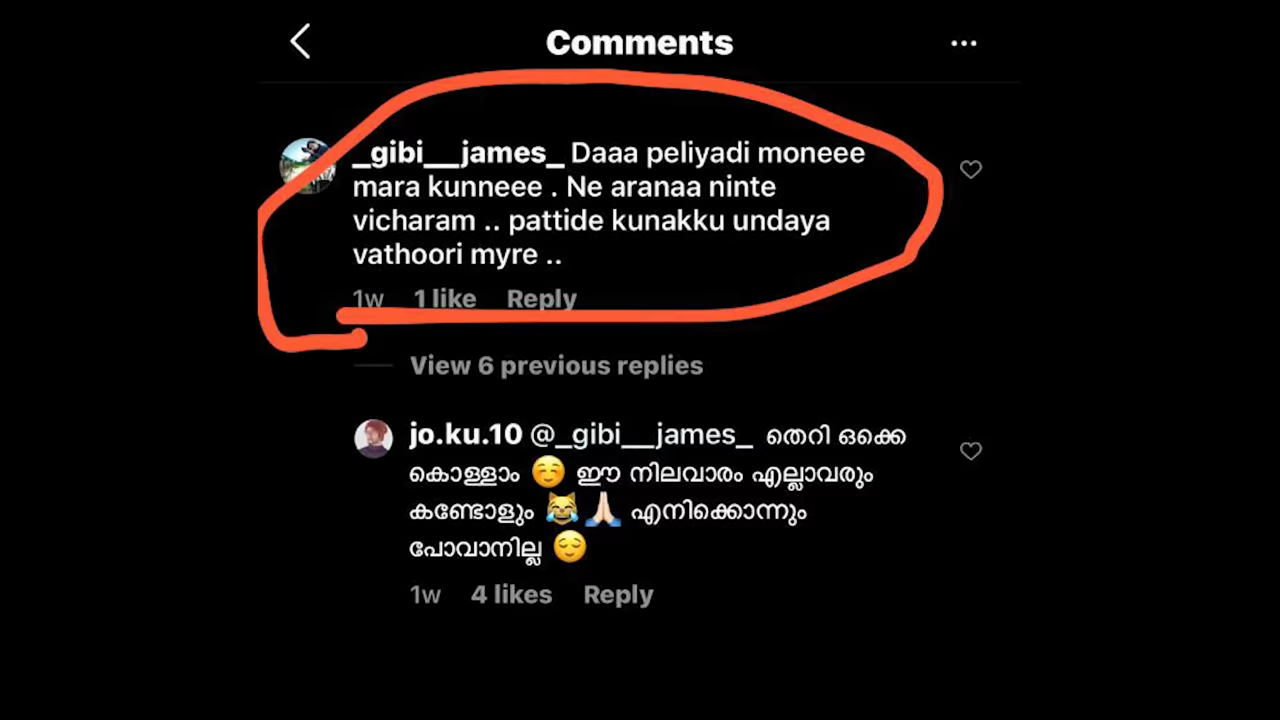 Comments
_gibi__james_ Daaa peliyadi moneee
mara kunneee . Ne aranaa ninte
vicharam .. pattide kunakku undaya
vathoori myre ..
1w 1 like Reply
View 6 previous replies
jo.ku.10 @_gibi__james_ തെറി ഒക്കെ
കൊള്ളാം ☺️ ഈ നിലവാരം എല്ലാവരും
കണ്ടോളും 😹🙏🏻 എനിക്കൊന്നും
പോവാനില്ല 😌
1w 4 likes Reply